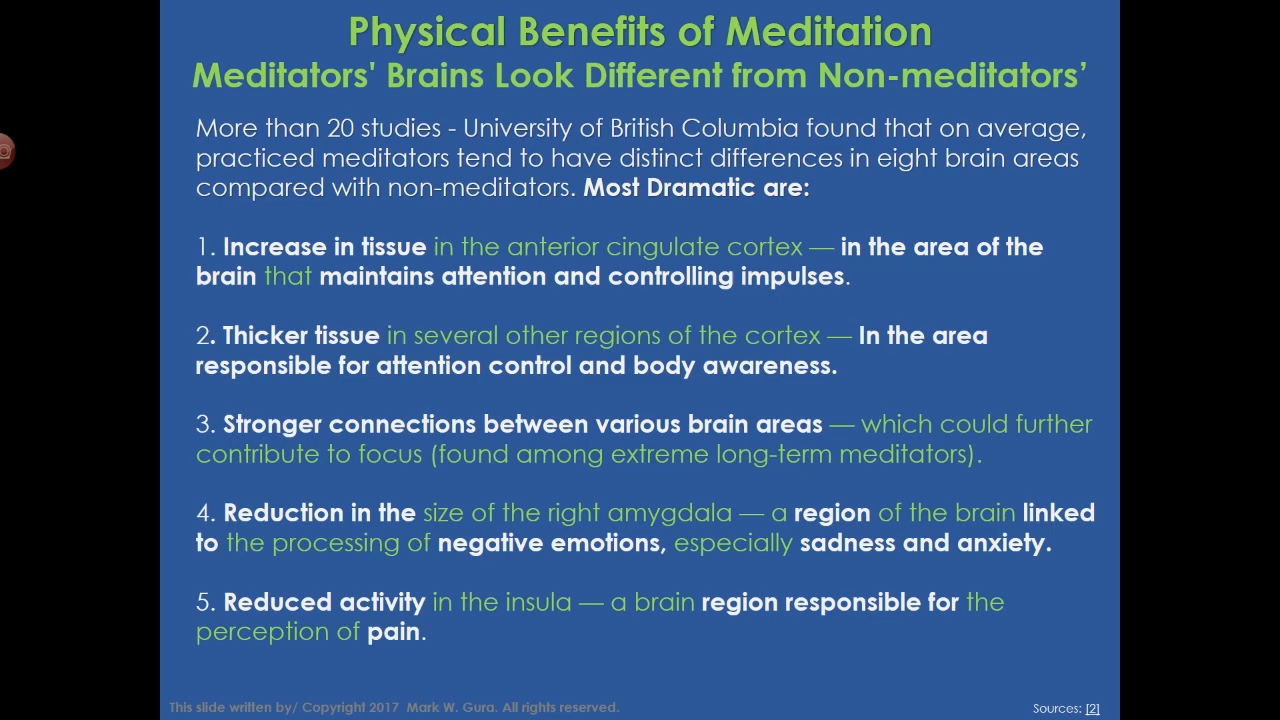 Physical Benefits of Meditation
Meditators' Brains Look Different from Non-meditators’
More than 20 studies - University of British Columbia found that on average,
practiced meditators tend to have distinct differences in eight brain areas
compared with non-meditators. Most Dramatic are:
1. Increase in tissue in the anterior cingulate cortex — in the area of the
brain that maintains attention and controlling impulses.
2. Thicker tissue in several other regions of the cortex — In the area
responsible for attention control and body awareness.
3. Stronger connections between various brain areas — which could further
contribute to focus (found among extreme long-term meditators).
4. Reduction in the size of the right amygdala — a region of the brain linked
to the processing of negative emotions, especially sadness and anxiety.
5. Reduced activity in the insula — a brain region responsible for the
perception of pain.
This slide written by/ Copyright 2017 Mark W. Gura. All rights reserved.
Sources: [2]